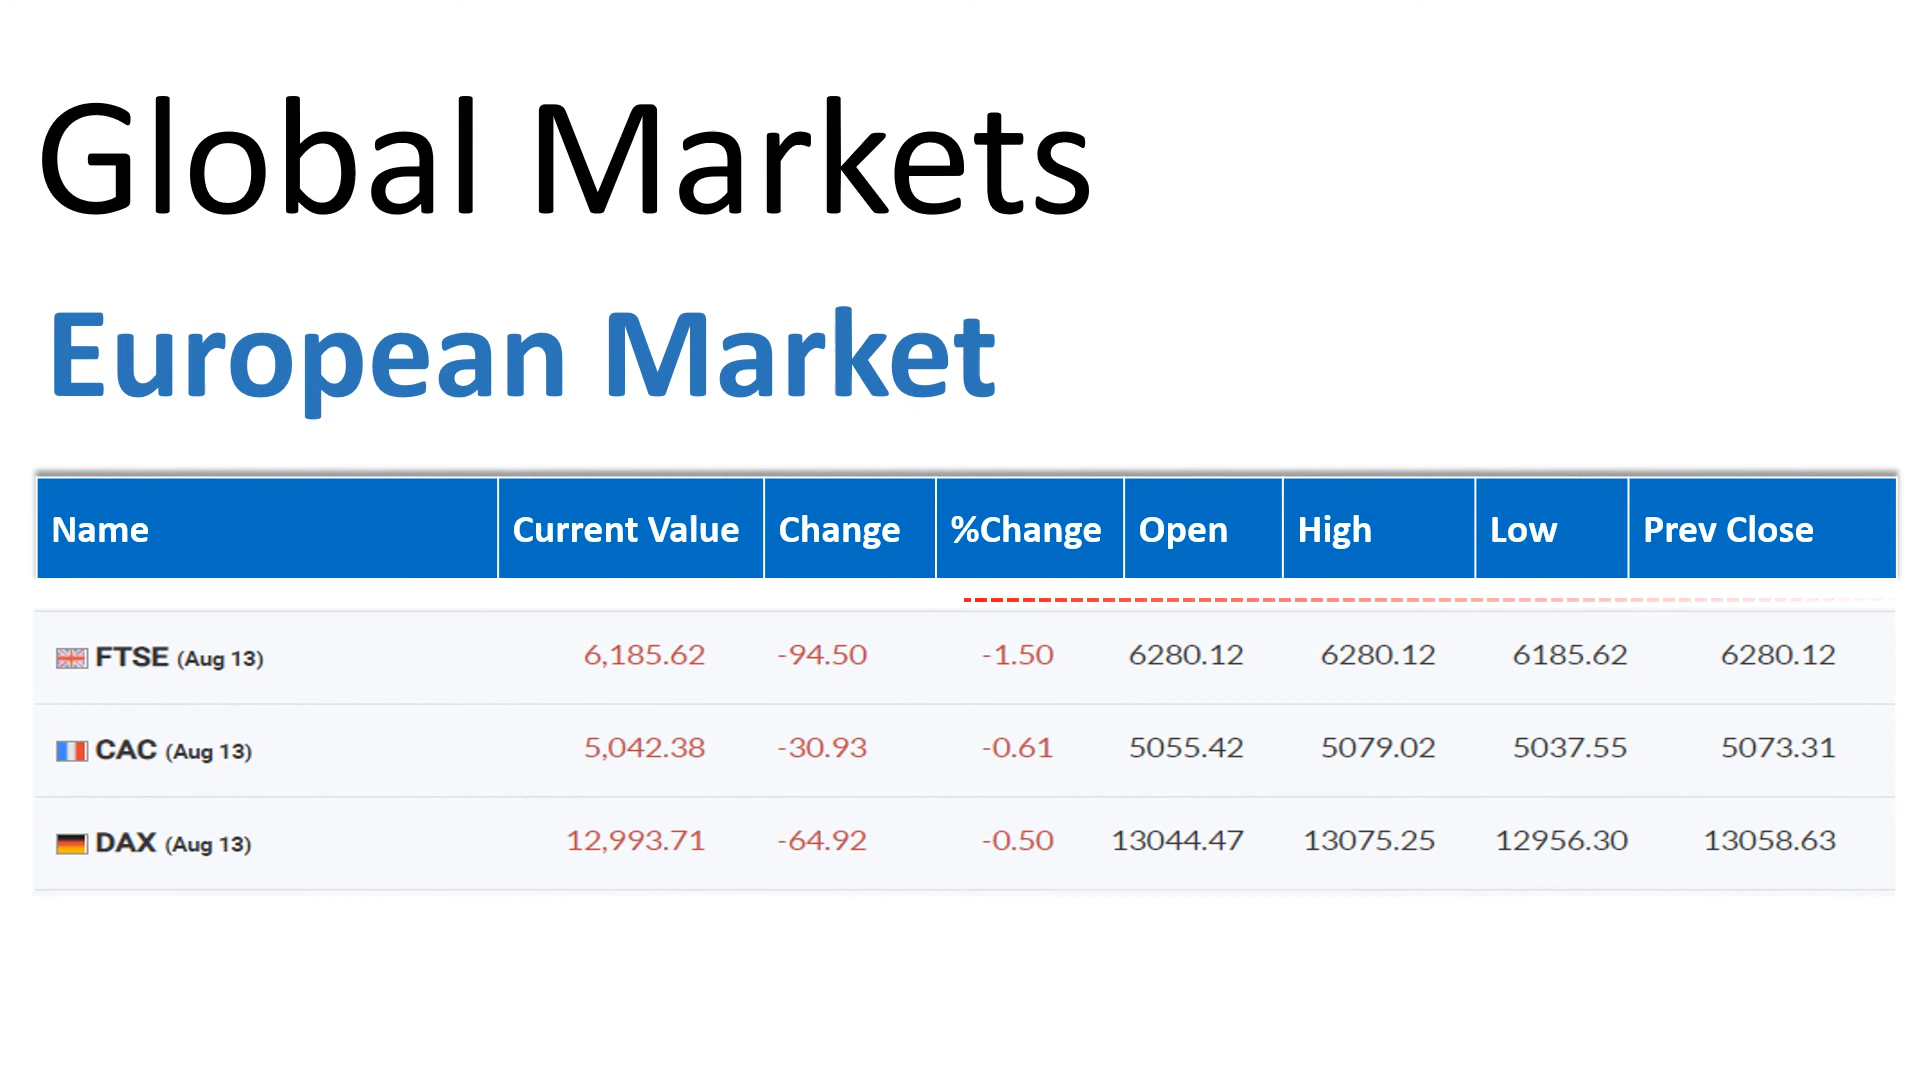 Global Markets
European Market
Name Current Value Change %Change Open High Low Prev Close
FTSE (Aug 13) 6,185.62 -94.50 -1.50 6280.12 6280.12 6185.62 6280.12
CAC (Aug 13) 5,042.38 -30.93 -0.61 5055.42 5079.02 5037.55 5073.31
DAX (Aug 13) 12,993.71 -64.92 -0.50 13044.47 13075.25 12956.30 13058.63